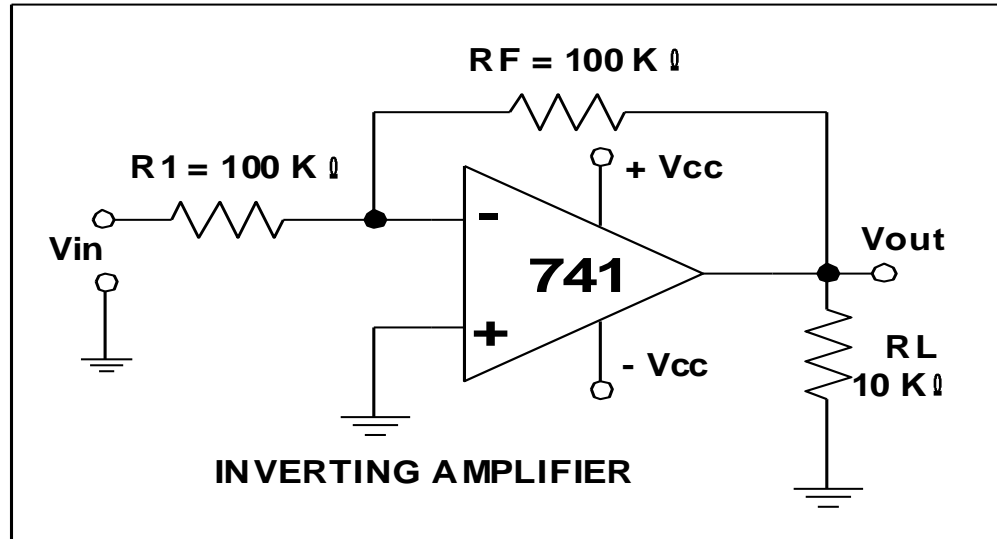 RF = 100 K Ω
R1 = 100 K Ω
+ Vcc
-
Vin
741
Vout
+
- Vcc
RL
10 K Ω
INVERTING AMPLIFIER